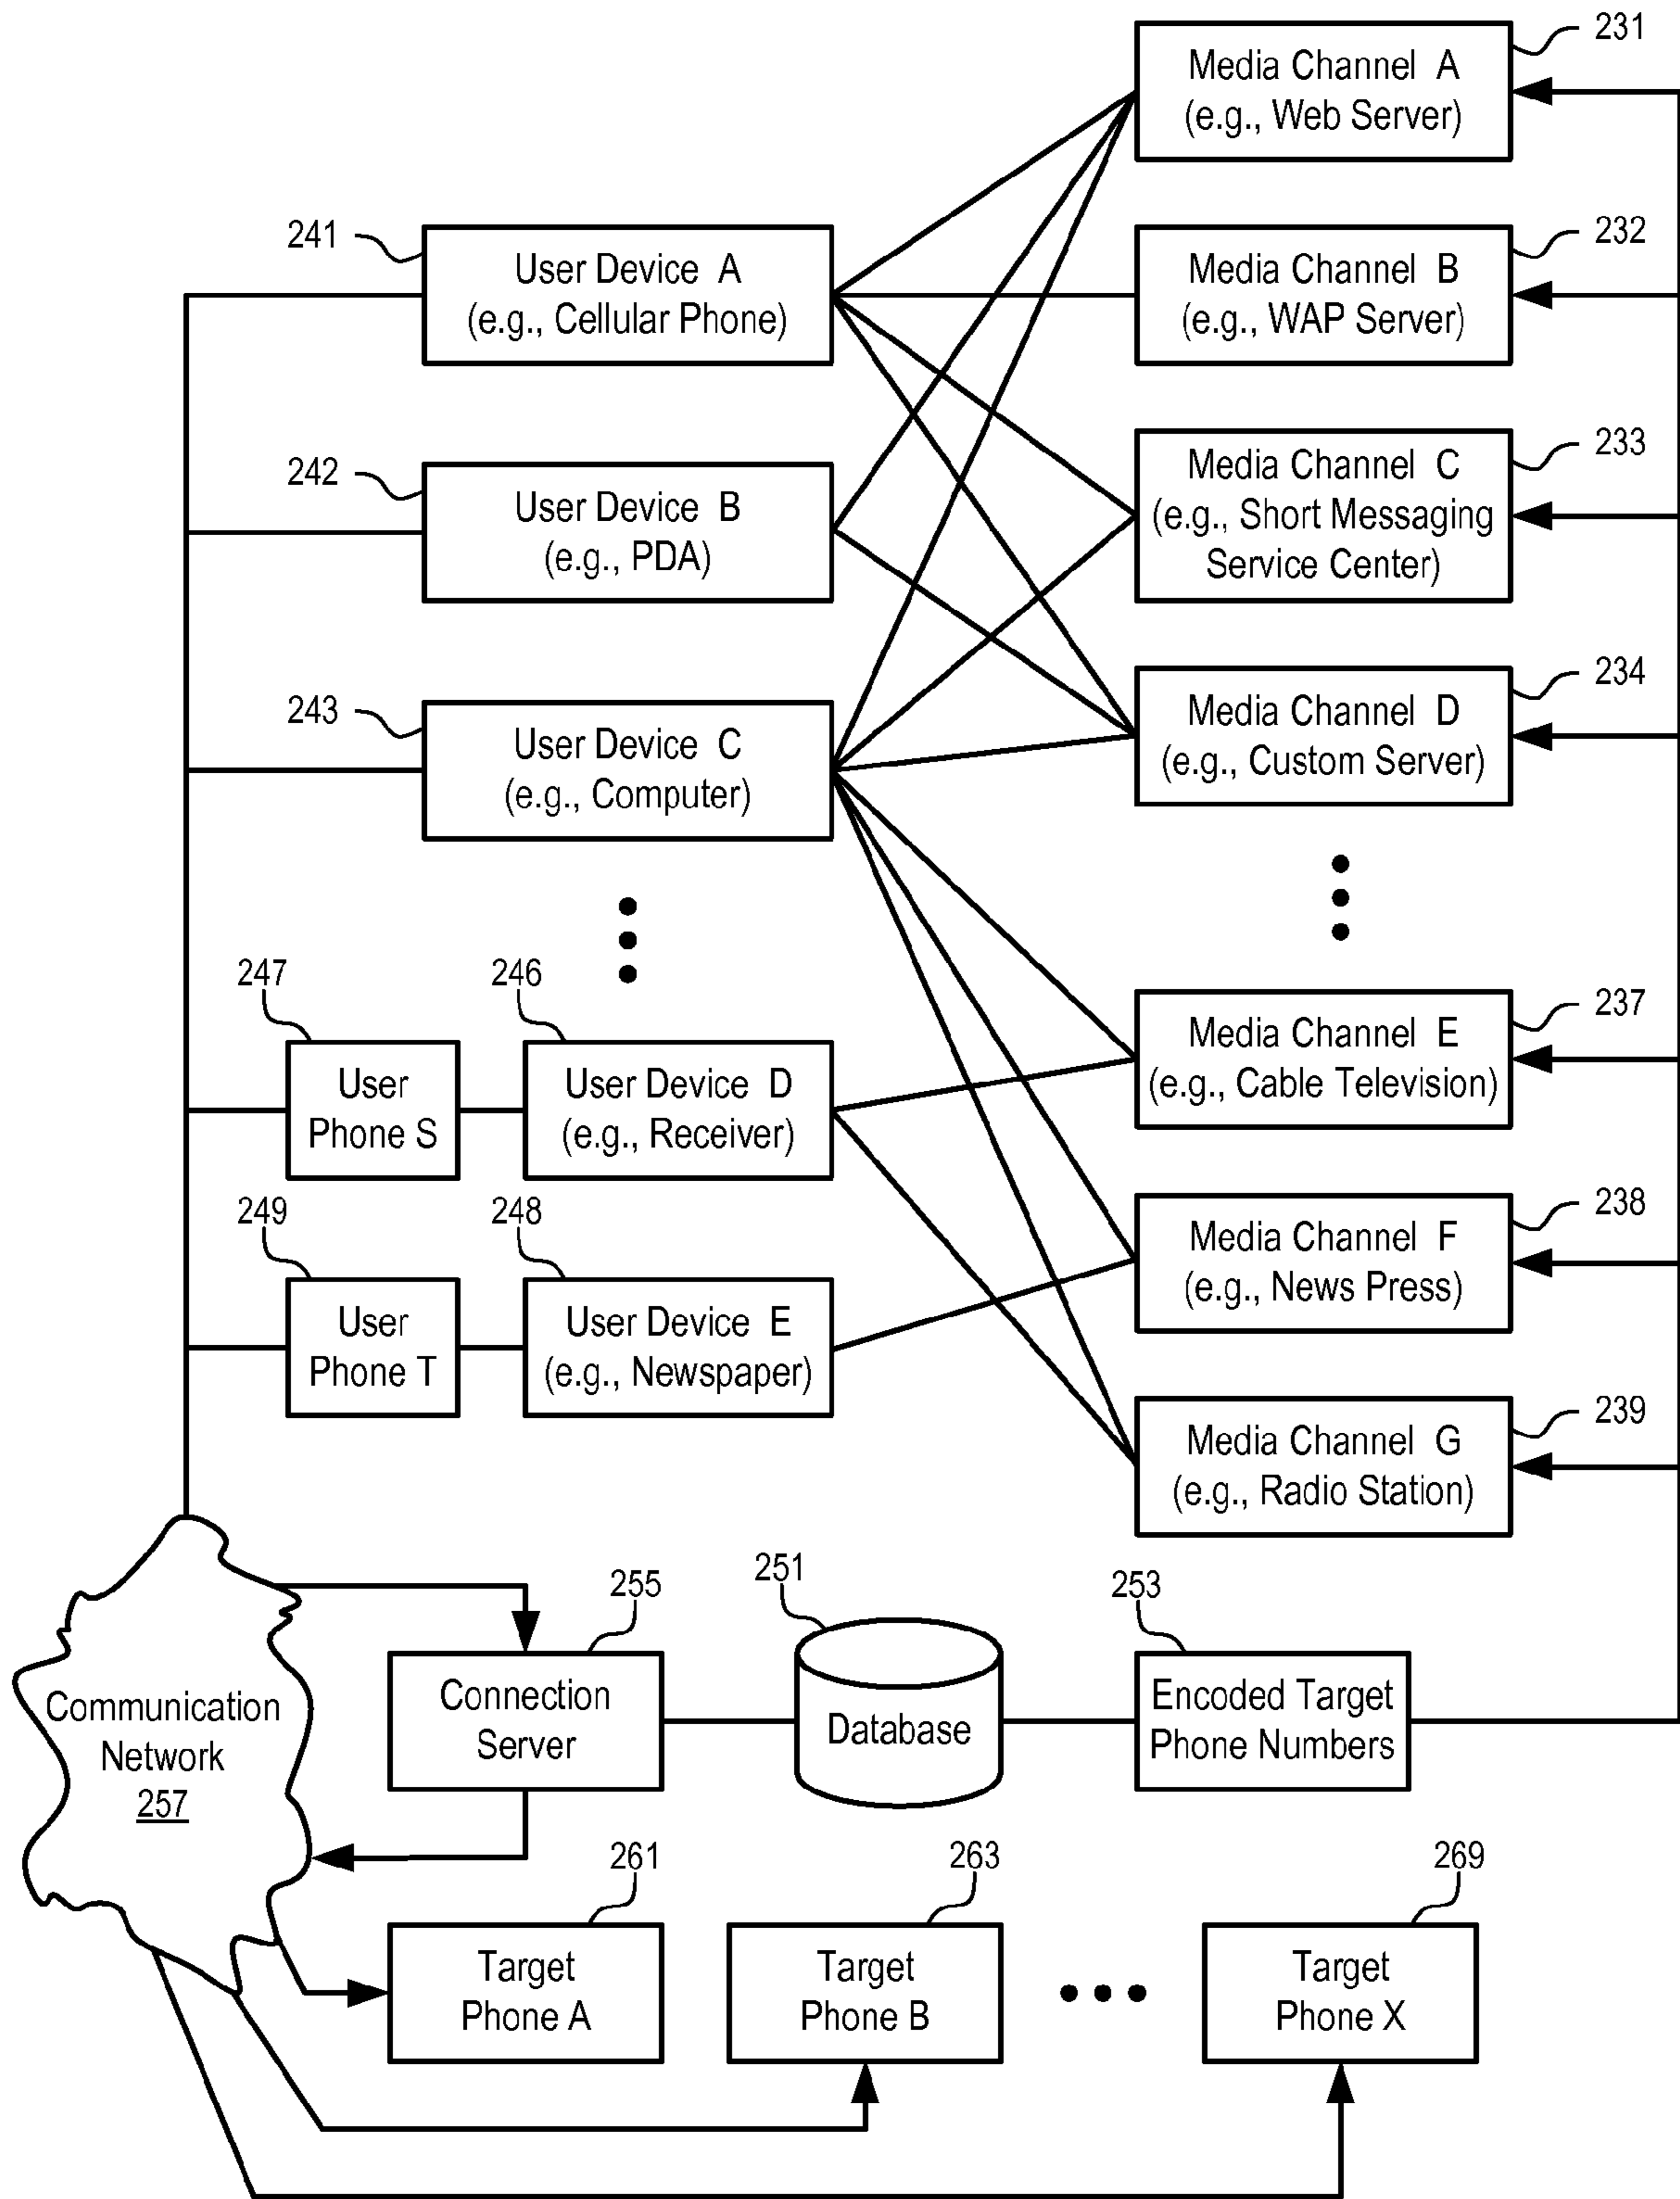 231
Media Channel A
(e.g., Web Server)
241
User Device A
(e.g., Cellular Phone)
232
Media Channel B
(e.g., WAP Server)
242
User Device B
(e.g., PDA)
233
Media Channel C
(e.g., Short Messaging
Service Center)
243
User Device C
(e.g., Computer)
234
Media Channel D
(e.g., Custom Server)
247
User
Phone S
246
User Device D
(e.g., Receiver)
237
Media Channel E
(e.g., Cable Television)
249
User
Phone T
248
User Device E
(e.g., Newspaper)
238
Media Channel F
(e.g., News Press)
239
Media Channel G
(e.g., Radio Station)
Communication
Network
257
255
Connection
Server
251
Database
253
Encoded Target
Phone Numbers
261
Target
Phone A
263
Target
Phone B
269
Target
Phone X